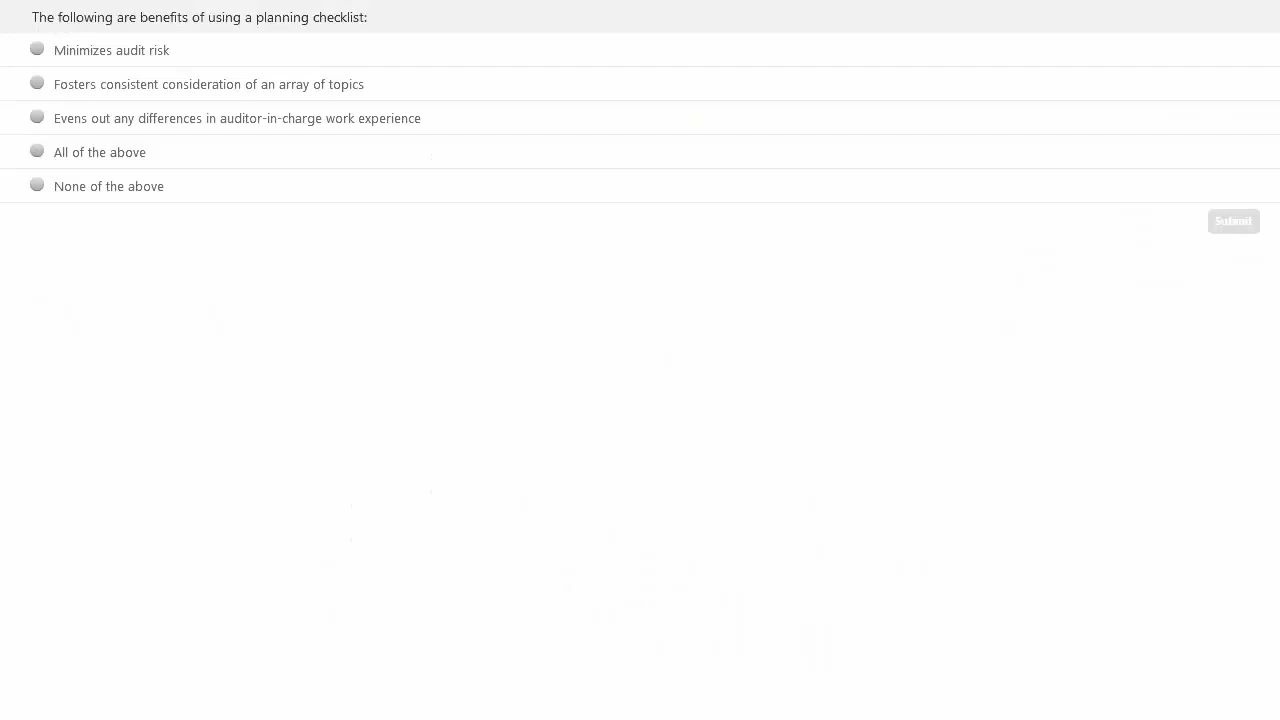 The following are benefits of using a planning checklist:
Minimizes audit risk
Fosters consistent consideration of an array of topics
Evens out any differences in auditor-in-charge work experience
All of the above
None of the above
Submit